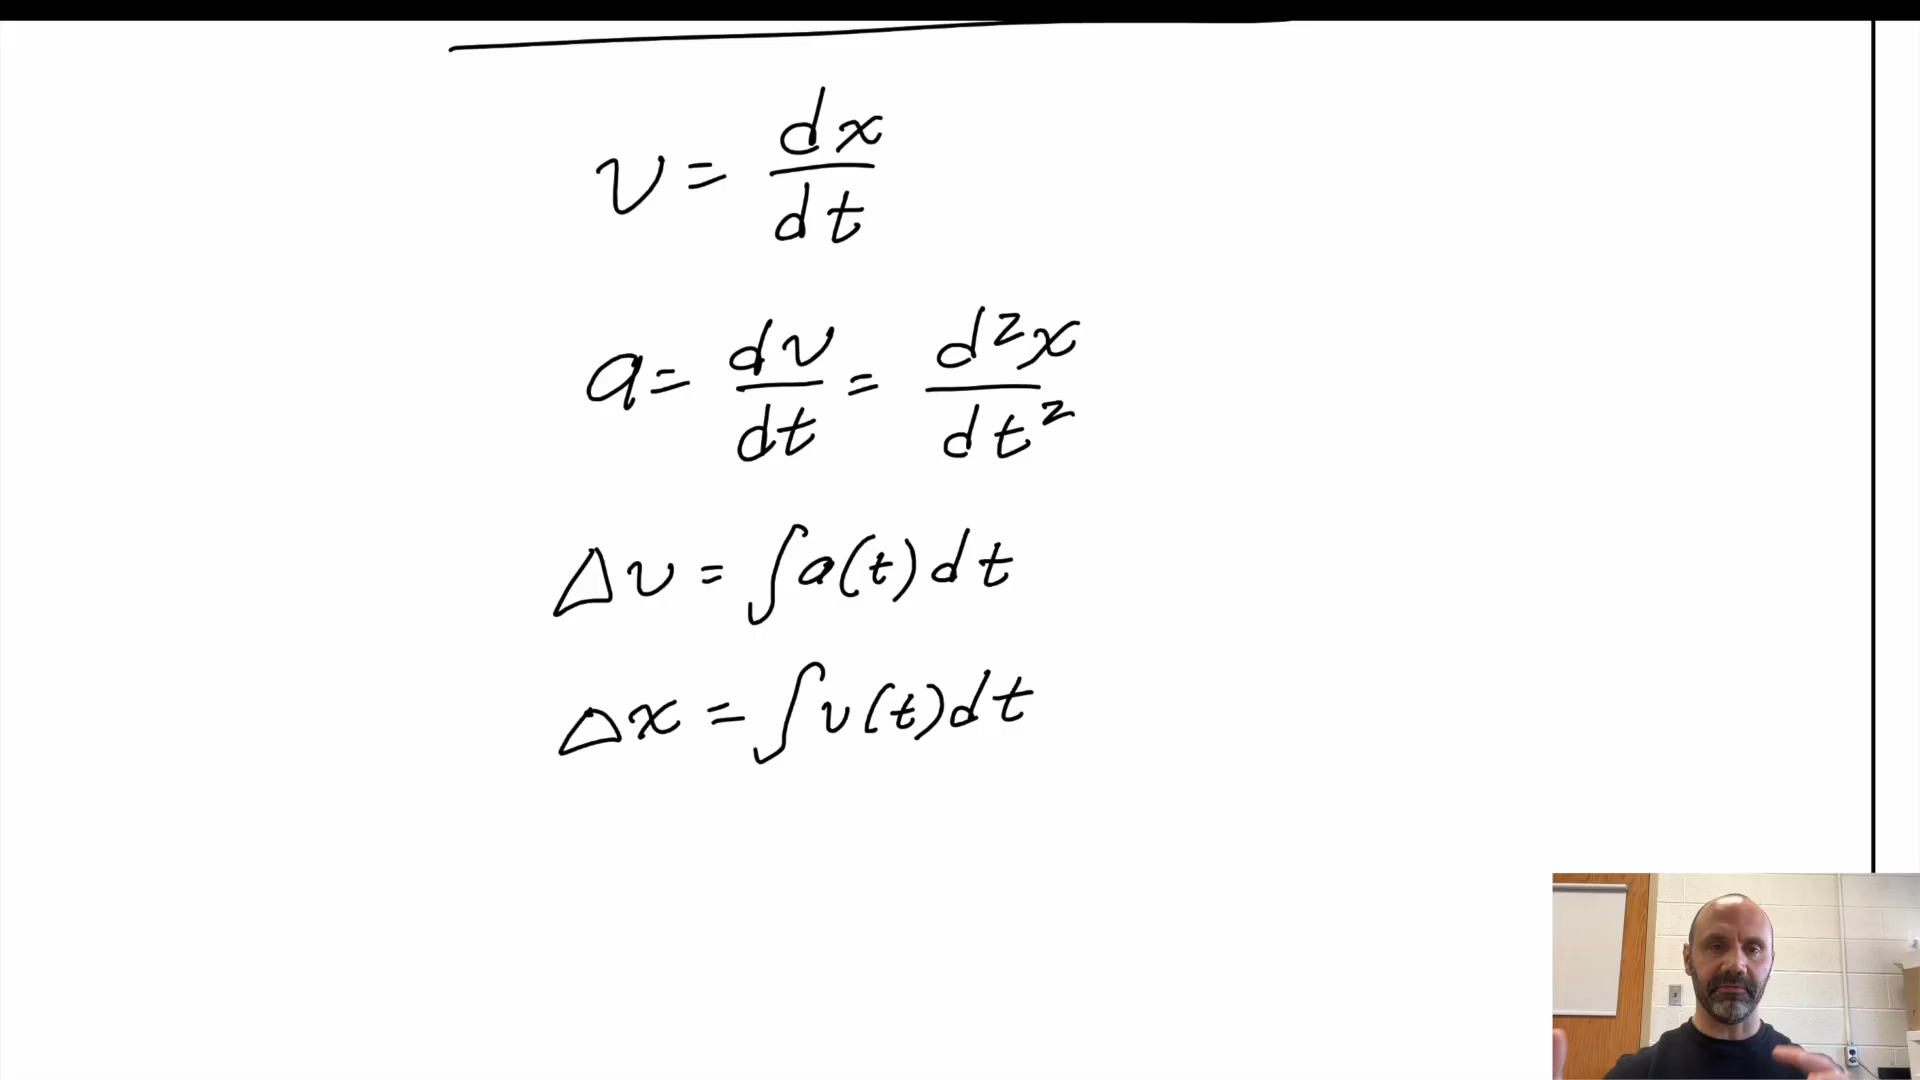 v = dx/dt
a = dv/dt = d²x/dt²
Δv = ∫a(t)dt
Δx = ∫v(t)dt